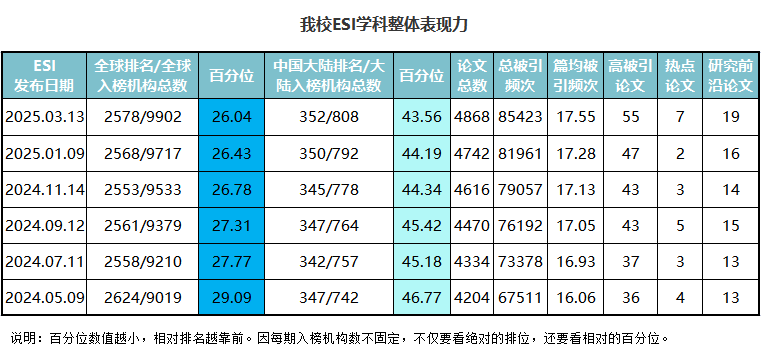 我校ESI学科整体表现力
ESI 发布日期 全球排名/全球入榜机构总数 百分位 中国大陆排名/大陆入榜机构总数 百分位 论文总数 总被引频次 篇均被引频次 高被引论文 热点论文 研究前沿论文
2025.03.13 2578/9902 26.04 352/808 43.56 4868 85423 17.55 55 7 19
2025.01.09 2568/9717 26.43 350/792 44.19 4742 81961 17.28 47 2 16
2024.11.14 2553/9533 26.78 345/778 44.34 4616 79057 17.13 43 3 14
2024.09.12 2561/9379 27.31 347/764 45.42 4470 76192 17.05 43 5 15
2024.07.11 2558/9210 27.77 342/757 45.18 4334 73378 16.93 37 3 13
2024.05.09 2624/9019 29.09 347/742 46.77 4204 67511 16.06 36 4 13
说明：百分位数值越小，相对排名越靠前。因每期入榜机构数不固定，不仅要看绝对的排位，还要看相对的百分位。